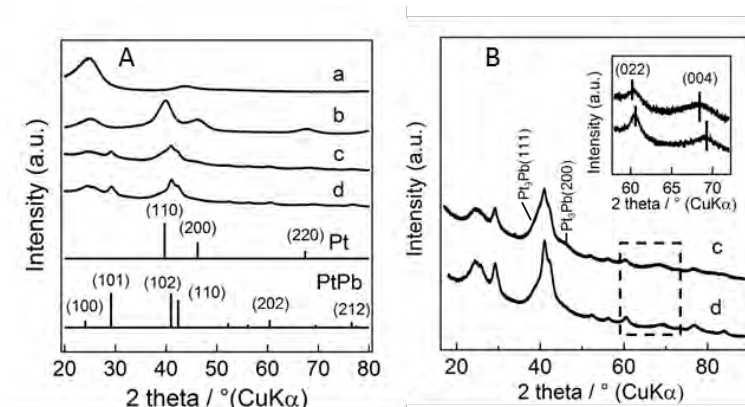 A
a
b
c
d
(110)
(200)
(220)
Pt
PtPb
(101)
(102)
(110)
(100)
(202)
(212)
20 30 40 50 60 70 80
2 theta / °(CuKα)
Intensity (a.u.)
B
(022)
(004)
Intensity (a.u.)
60 65 70
2 theta / ° (CuKα)
Pt₃Pb(111)
Pt₃Pb(200)
c
d
Intensity (a.u.)
20 40 60 80
2 theta / °(CuKα)